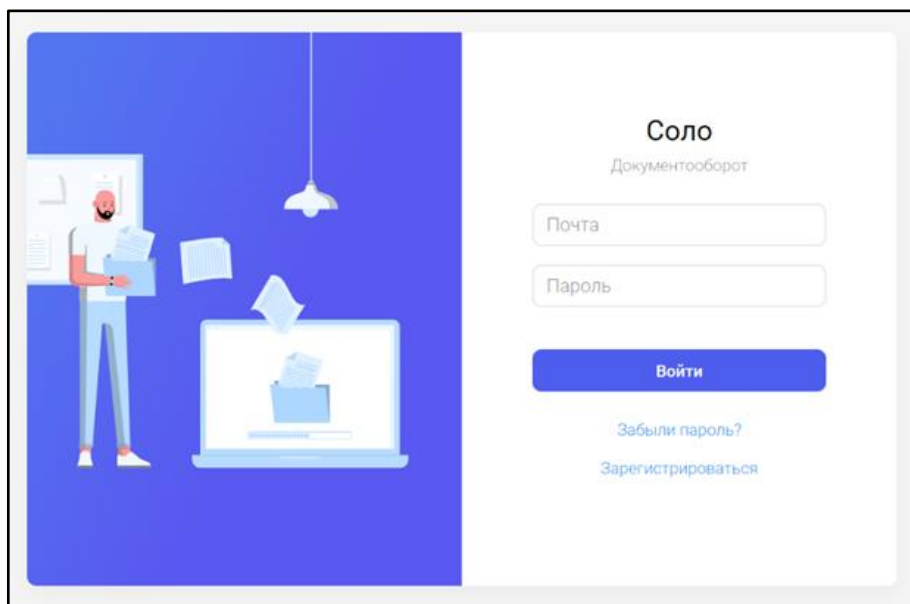 Соло
Документооборот
Почта
Пароль
Войти
Забыли пароль?
Зарегистрироваться